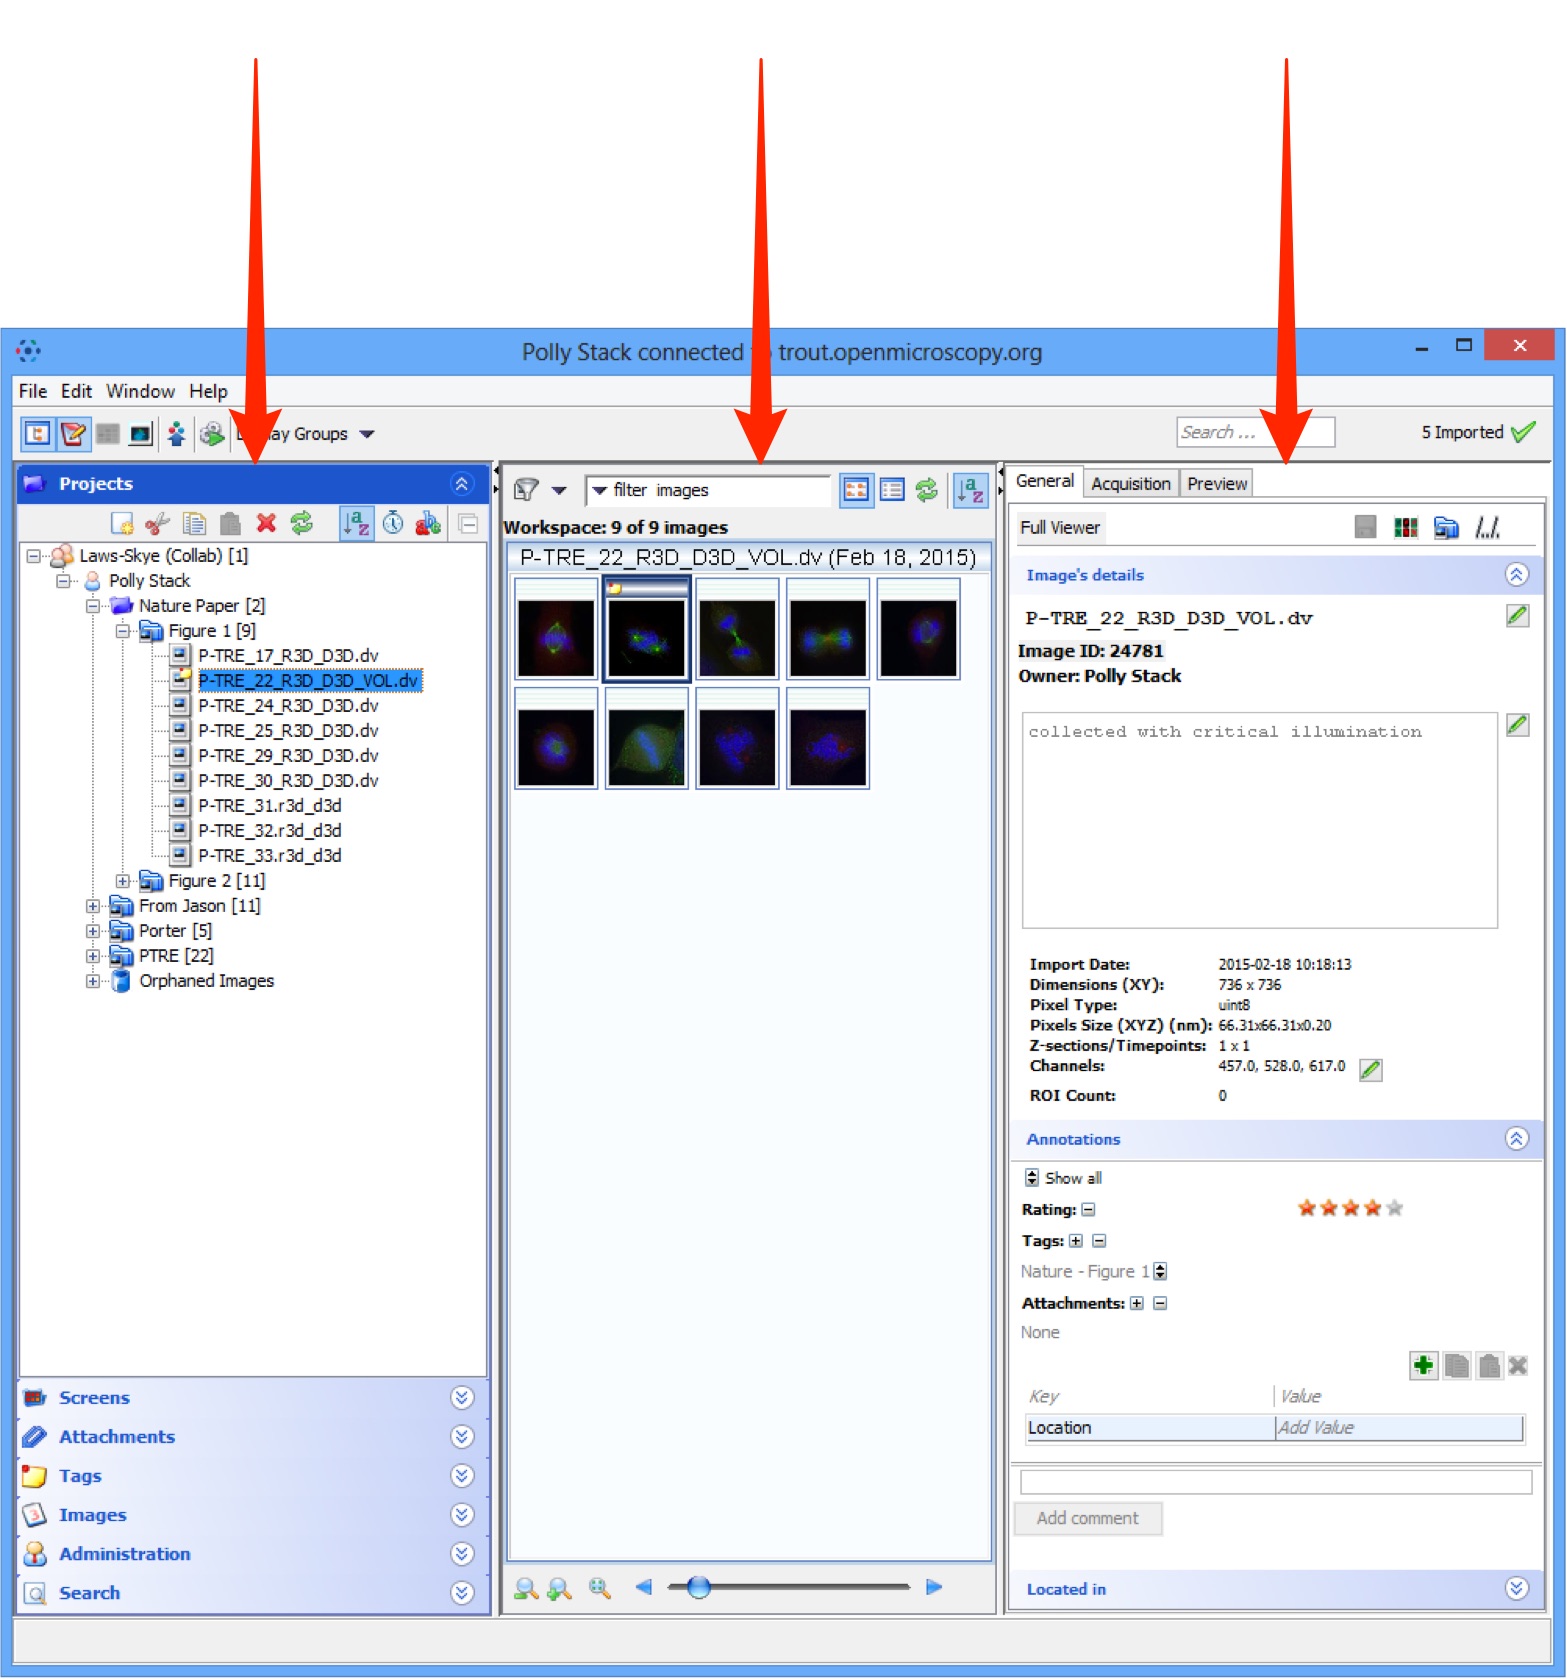 Polly Stack connected to trout.openmicroscopy.org
File Edit Window Help
Groups
Search ...
5 Imported
Projects
Laws-Skye (Collab) [1]
Polly Stack
Nature Paper [2]
Figure 1 [9]
P-TRE_17_R3D_D3D.dv
P-TRE_22_R3D_D3D_VOL.dv
P-TRE_24_R3D_D3D.dv
P-TRE_25_R3D_D3D.dv
P-TRE_29_R3D_D3D.dv
P-TRE_30_R3D_D3D.dv
P-TRE_31.r3d_d3d
P-TRE_32.r3d_d3d
P-TRE_33.r3d_d3d
Figure 2 [11]
From Jason [11]
Porter [5]
PTRE [22]
Orphaned Images
Screens
Attachments
Tags
Images
Administration
Search
filter images
Workspace: 9 of 9 images
P-TRE_22_R3D_D3D_VOL.dv (Feb 18, 2015)
General Acquisition Preview
Full Viewer
Image's details
P-TRE_22_R3D_D3D_VOL.dv
Image ID: 24781
Owner: Polly Stack
collected with critical illumination
Import Date: 2015-02-18 10:18:13
Dimensions (XY): 736 x 736
Pixel Type: uint8
Pixels Size (XYZ) (nm): 66.31x66.31x0.20
Z-sections/Timepoints: 1 x 1
Channels: 457.0, 528.0, 617.0
ROI Count: 0
Annotations
Show all
Rating:
Tags:
Nature - Figure 1
Attachments:
None
Key Value
Location Add Value
Add comment
Located in